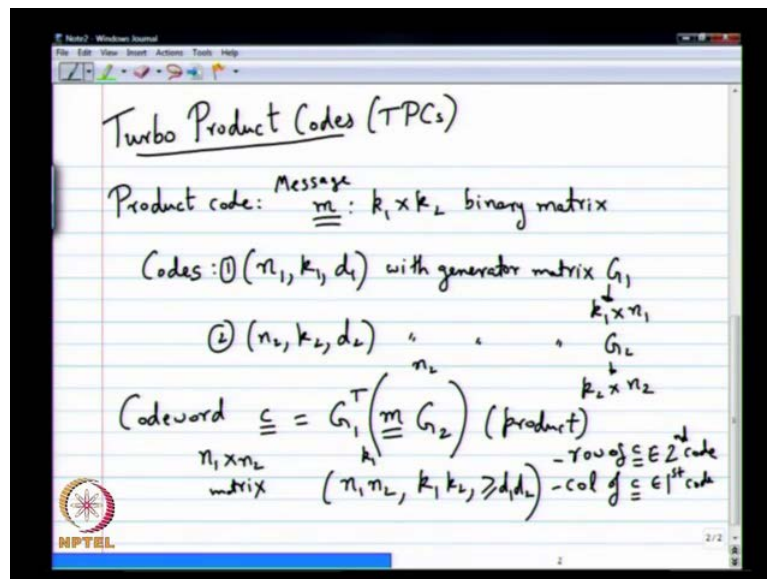 Note2 - Windows Journal
File Edit View Insert Actions Tools Help
Turbo Product Codes (TPCs)
Message
Product code: m : k₁ × k₂ binary matrix
Codes : ① (n₁, k₁, d₁) with generator matrix G₁
k₁ × n₁
② (n₂, k₂, d₂) " " " G₂
n₂
k₂ × n₂
Codeword c = G₁ᵀ (m G₂) (product)
k₁
n₁ × n₂
matrix
(n₁n₂, k₁k₂, ≥d₁d₂)
- row of c ∈ 2nd code
- col of c ∈ 1st code
NPTEL
2/2
2